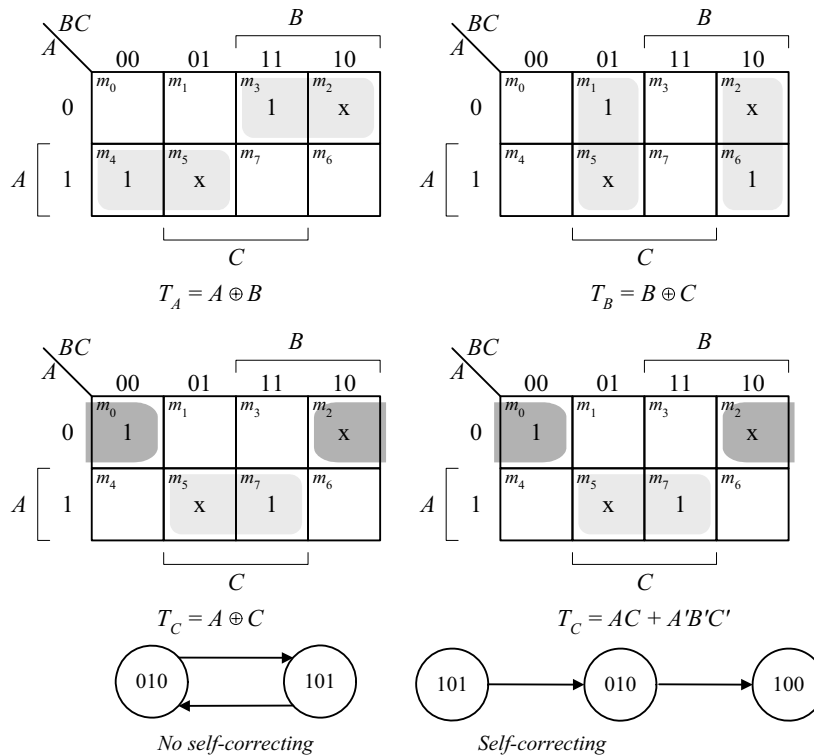 BC
A
B
00 01 11 10
0
m₀ m₁ m₃ 1 m₂ x
A 1
m₄ 1 m₅ x m₇ m₆
C
T_A = A ⊕ B
BC
A
B
00 01 11 10
0
m₀ m₁ 1 m₃ m₂ x
A 1
m₄ m₅ x m₇ m₆ 1
C
T_B = B ⊕ C
BC
A
B
00 01 11 10
0
m₀ 1 m₁ m₃ m₂ x
A 1
m₄ m₅ x m₇ 1 m₆
C
T_C = A ⊕ C
010 101
No self-correcting
BC
A
B
00 01 11 10
0
m₀ 1 m₁ m₃ m₂ x
A 1
m₄ m₅ x m₇ 1 m₆
C
T_C = AC + A'B'C'
101 010 100
Self-correcting